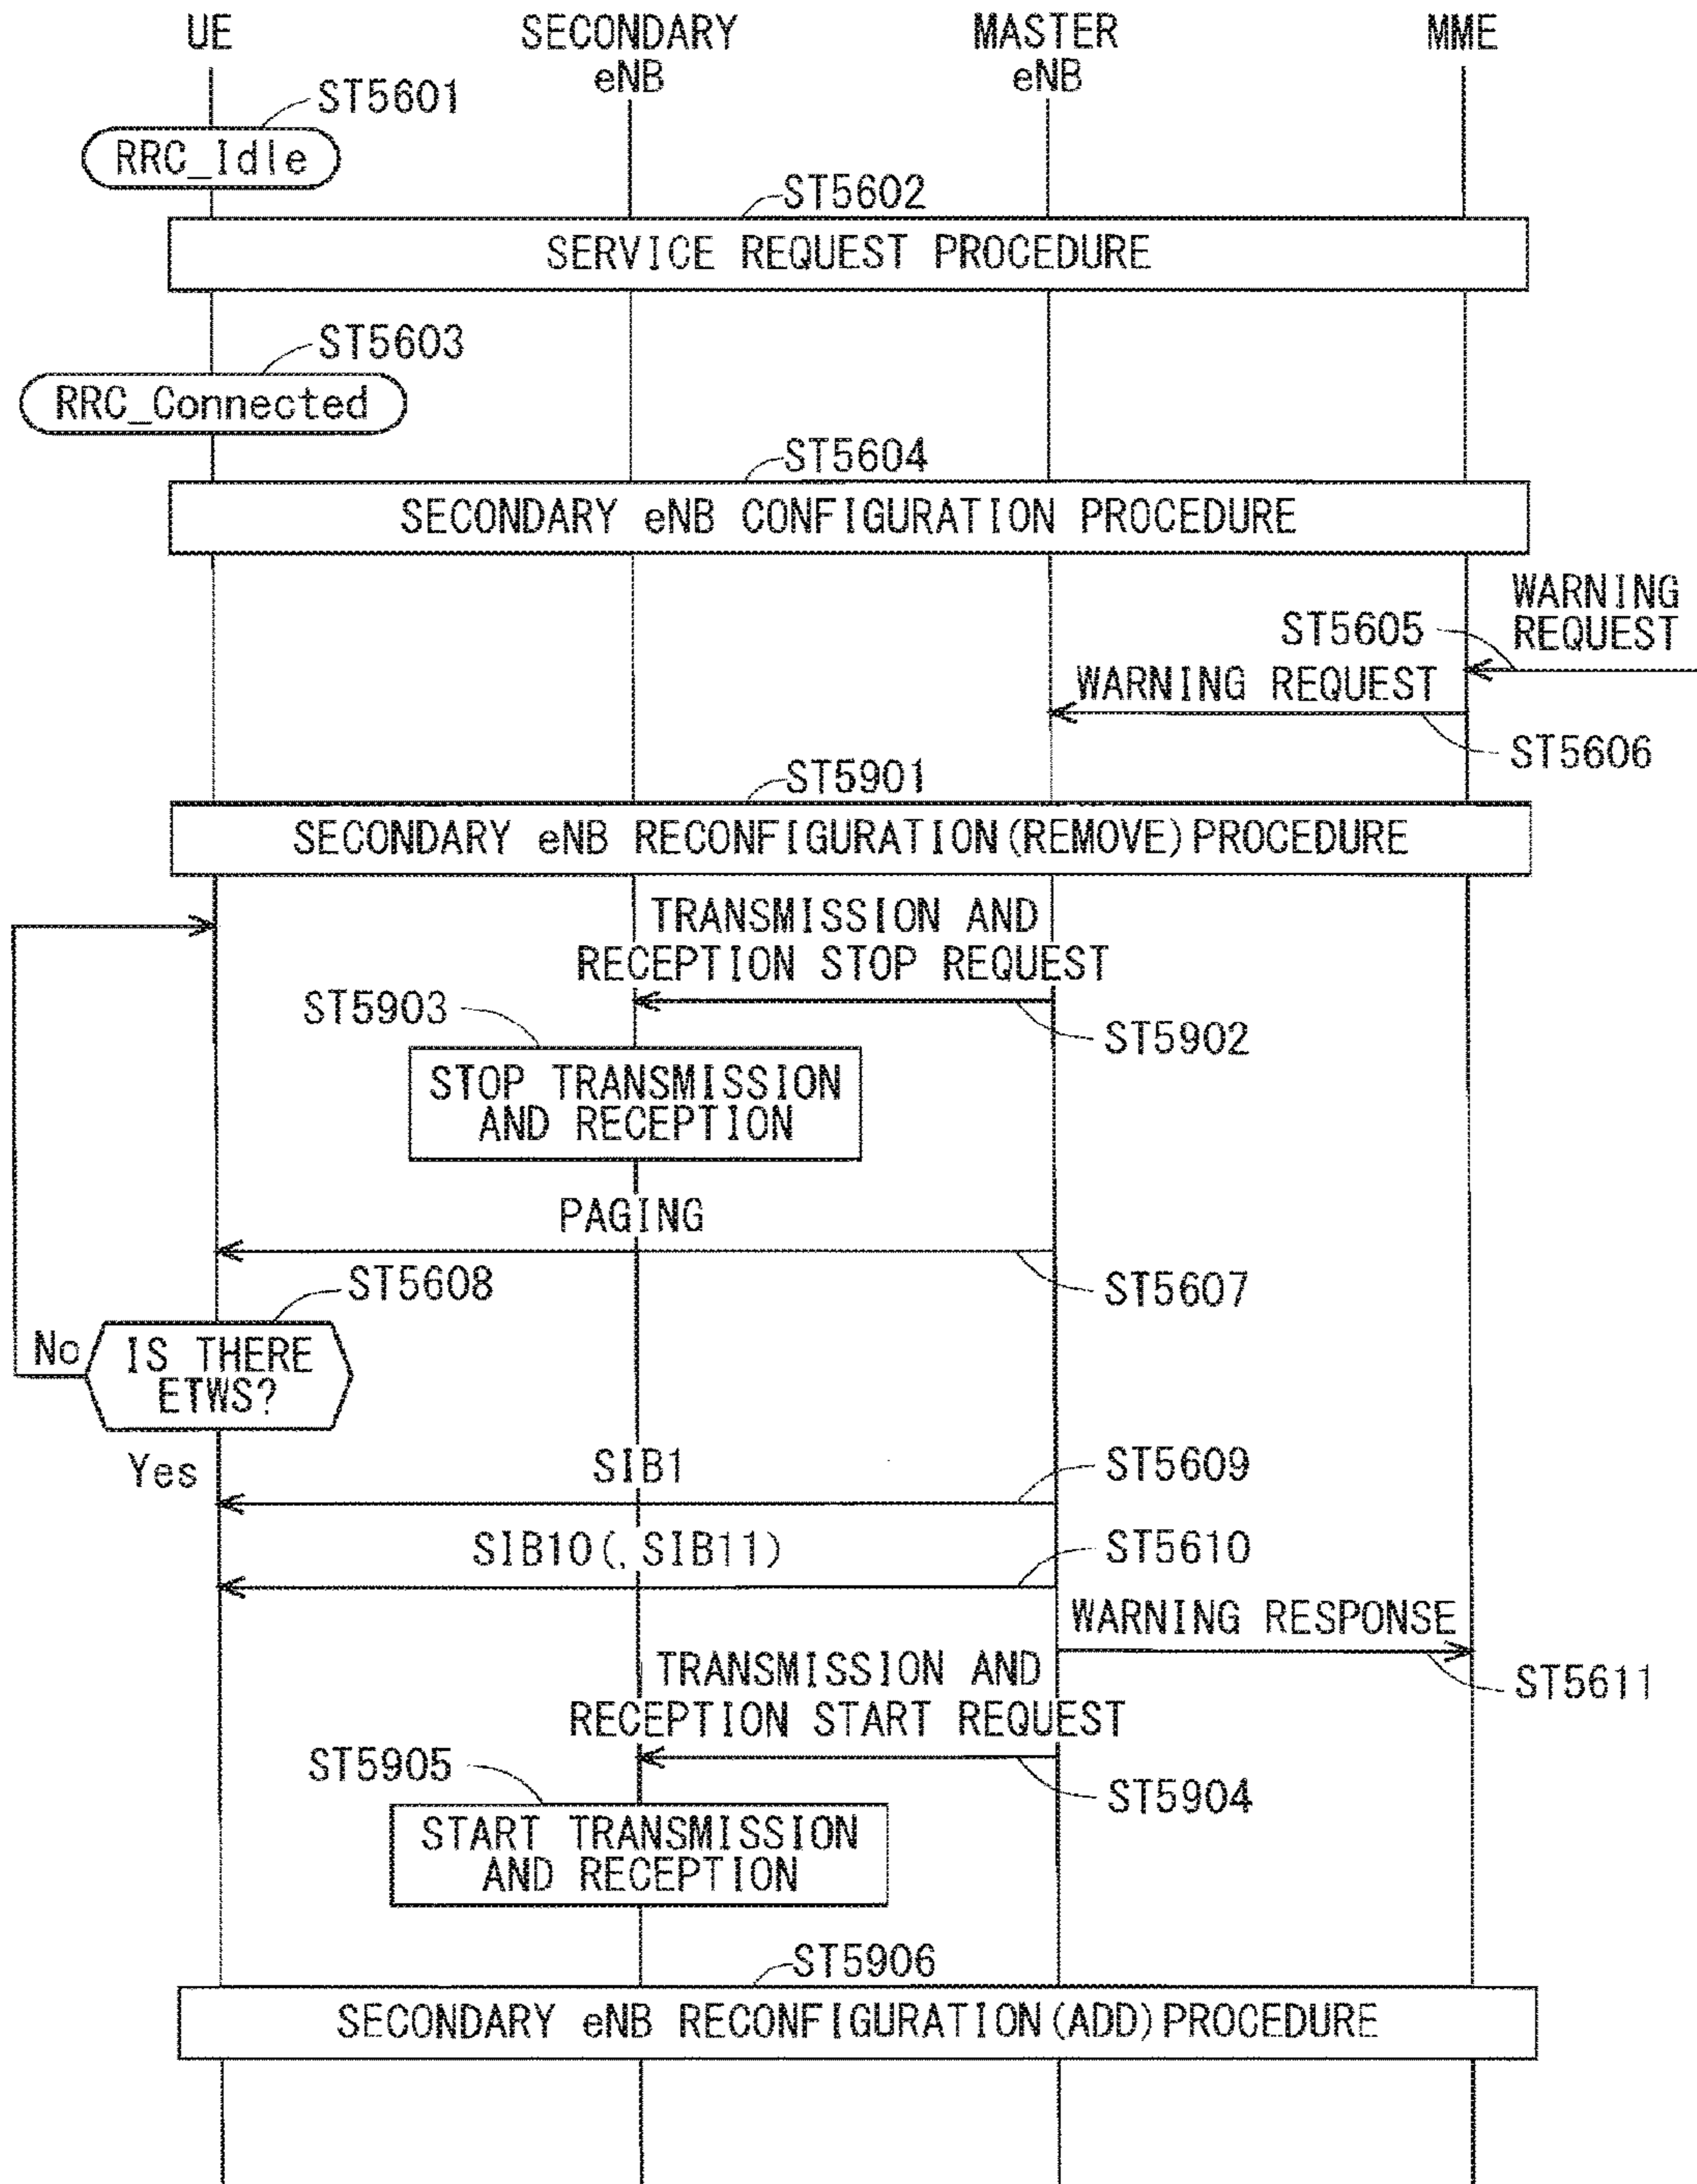 UE
SECONDARY
eNB
MASTER
eNB
MME
ST5601
RRC_Idle
ST5602
SERVICE REQUEST PROCEDURE
ST5603
RRC_Connected
ST5604
SECONDARY eNB CONFIGURATION PROCEDURE
WARNING
REQUEST
ST5605
WARNING REQUEST
ST5606
ST5901
SECONDARY eNB RECONFIGURATION(REMOVE)PROCEDURE
TRANSMISSION AND
RECEPTION STOP REQUEST
ST5903
ST5902
STOP TRANSMISSION
AND RECEPTION
PAGING
ST5608
ST5607
No
IS THERE
ETWS?
Yes
SIB1
ST5609
SIB10(,SIB11)
ST5610
WARNING RESPONSE
ST5611
TRANSMISSION AND
RECEPTION START REQUEST
ST5905
ST5904
START TRANSMISSION
AND RECEPTION
ST5906
SECONDARY eNB RECONFIGURATION(ADD)PROCEDURE